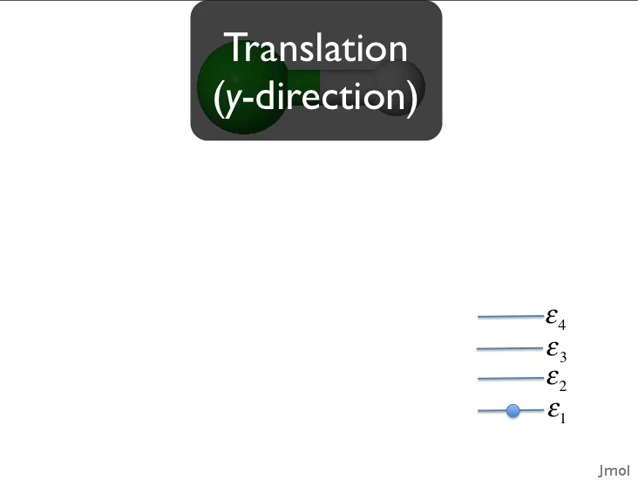 Translation
(y-direction)
ε4
ε3
ε2
ε1
Jmol